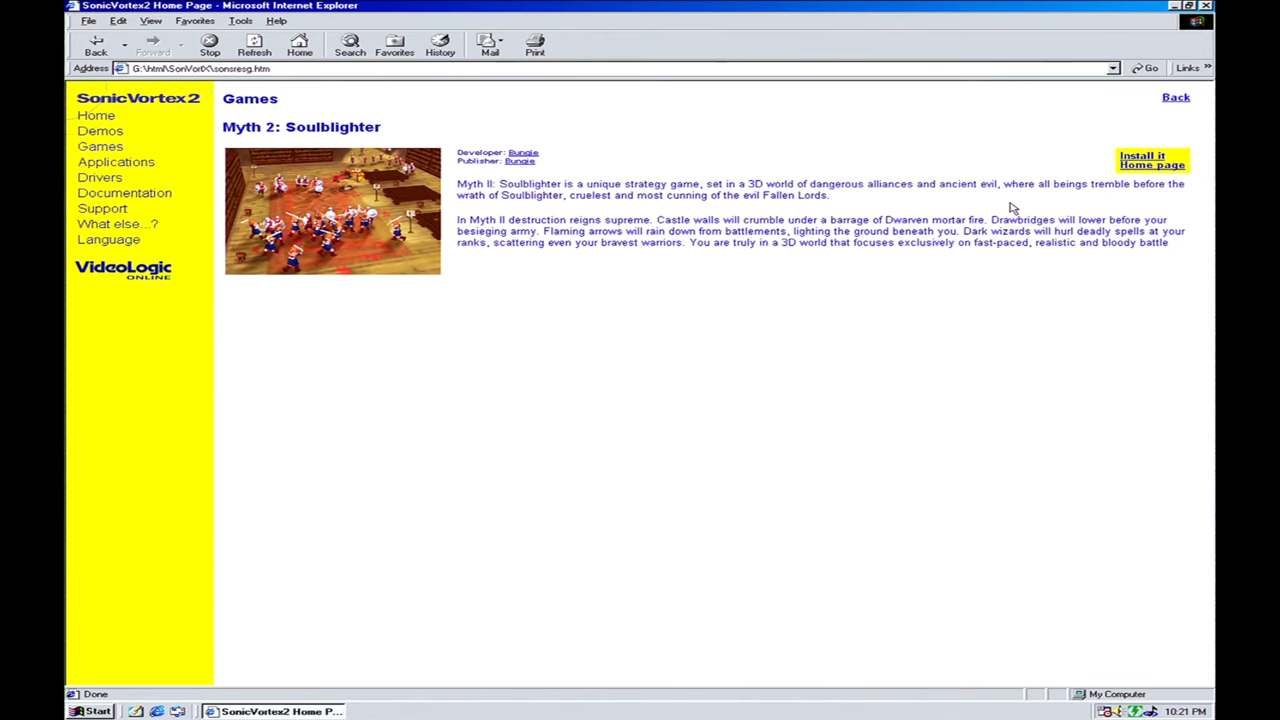 SonicVortex2 Home Page - Microsoft Internet Explorer
File Edit View Favorites Tools Help
Back Forward Stop Refresh Home Search Favorites History Mail Print
Address G:\html\SonVortX\sonsresg.htm Go Links »
SonicVortex2
Home
Demos
Games
Applications
Drivers
Documentation
Support
What else...?
Language
VideoLogic
ONLINE
Games
Back
Myth 2: Soulblighter
Developer: Bungie
Publisher: Bungie
Install it
Home page
Myth II: Soulblighter is a unique strategy game, set in a 3D world of dangerous alliances and ancient evil, where all beings tremble before the
wrath of Soulblighter, cruelest and most cunning of the evil Fallen Lords.
In Myth II destruction reigns supreme. Castle walls will crumble under a barrage of Dwarven mortar fire. Drawbridges will lower before your
besieging army. Flaming arrows will rain down from battlements, lighting the ground beneath you. Dark wizards will hurl deadly spells at your
ranks, scattering even your bravest warriors. You are truly in a 3D world that focuses exclusively on fast-paced, realistic and bloody battle
Done My Computer
Start SonicVortex2 Home P... 10:21 PM